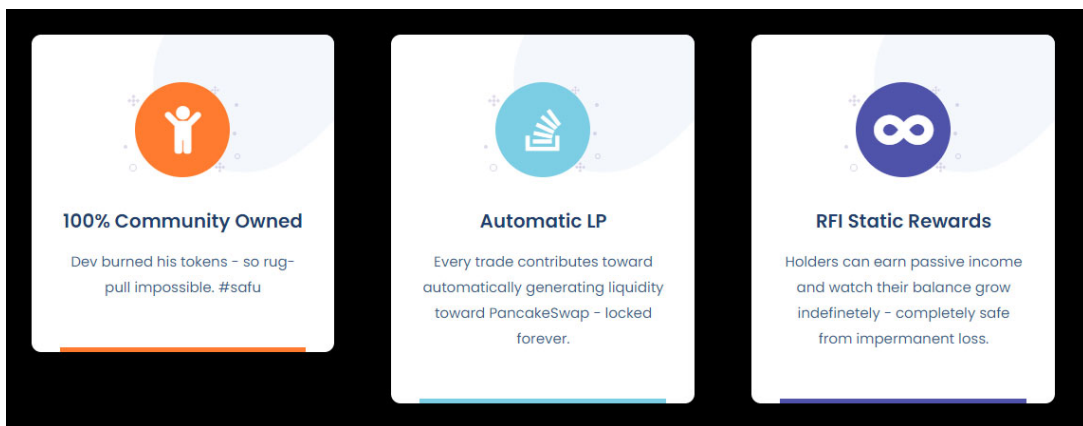 100% Community Owned
Dev burned his tokens - so rug-
pull impossible. #safu
Automatic LP
Every trade contributes toward
automatically generating liquidity
toward PancakeSwap - locked
forever.
RFI Static Rewards
Holders can earn passive income
and watch their balance grow
indefinetely - completely safe
from impermanent loss.